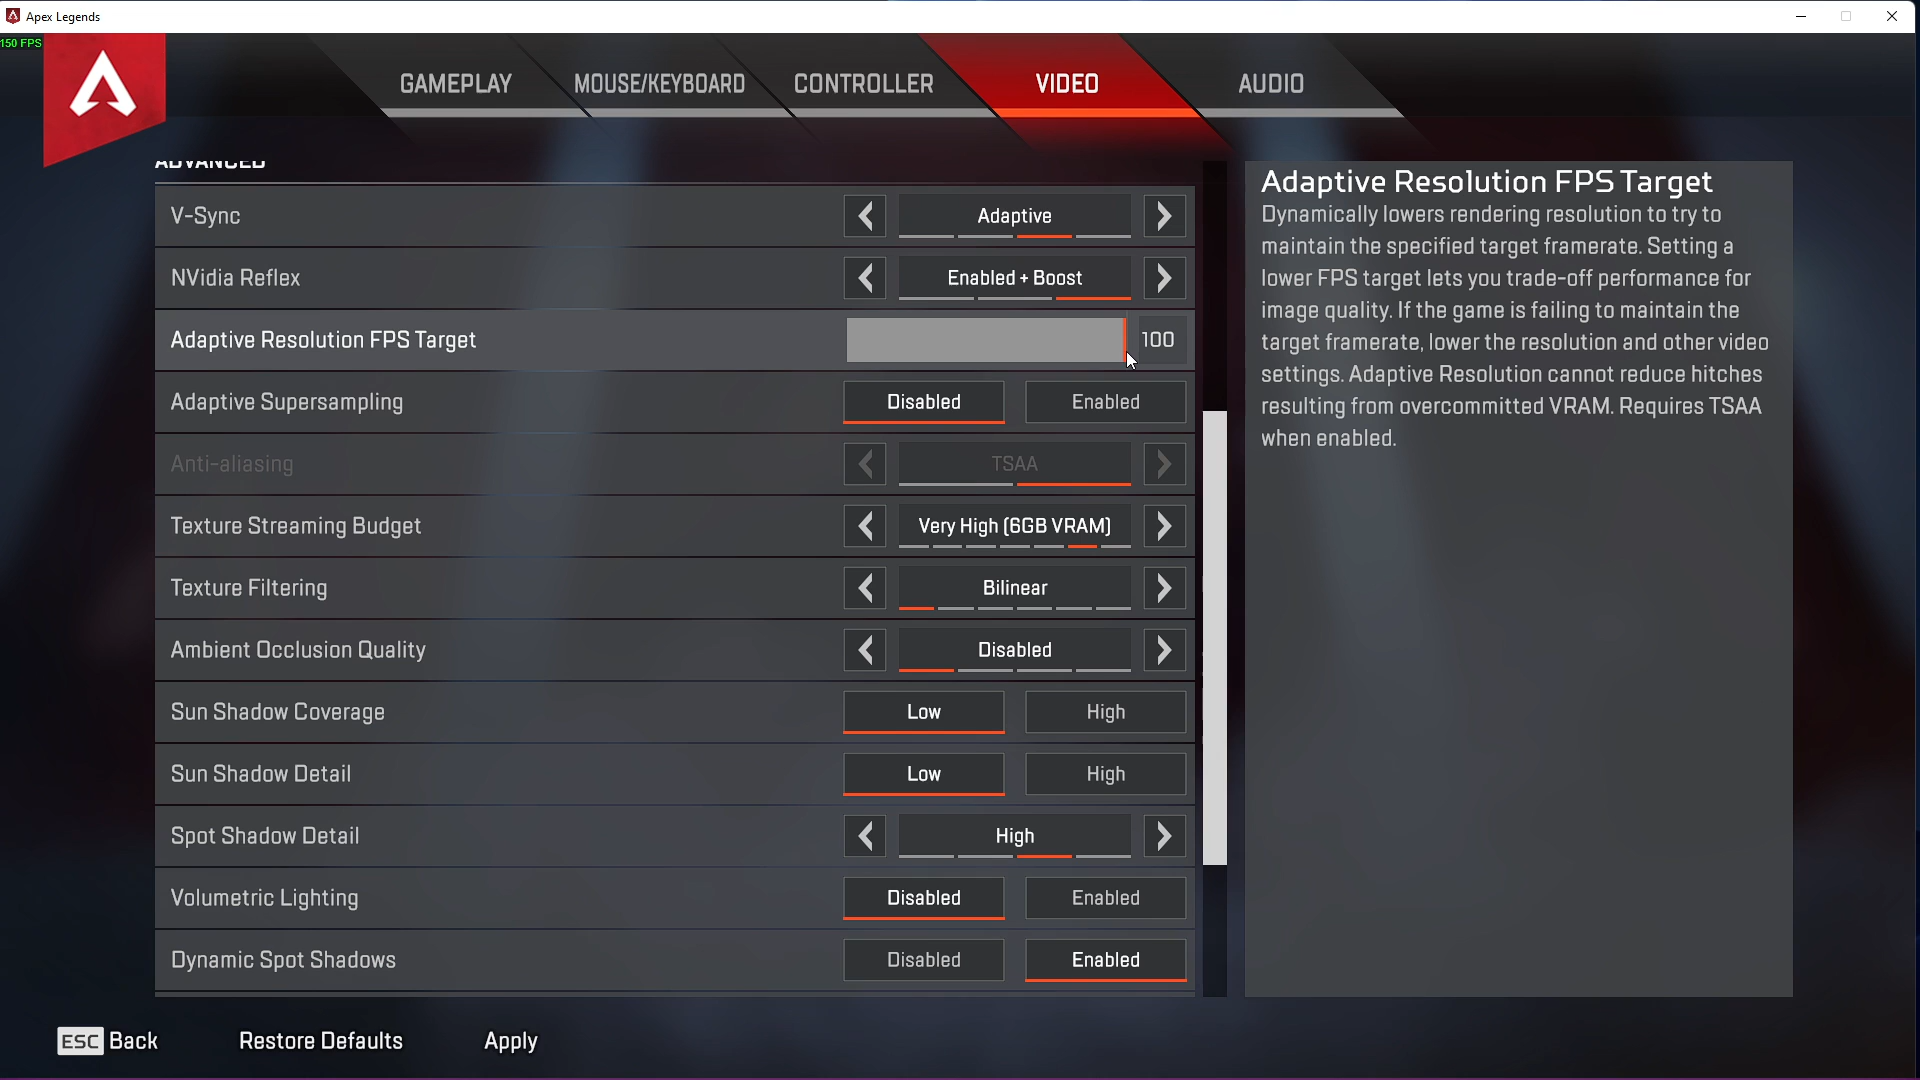 Apex Legends
150 FPS
GAMEPLAY
MOUSE/KEYBOARD
CONTROLLER
VIDEO
AUDIO
ADVANCED
V-Sync
Adaptive
NVidia Reflex
Enabled + Boost
Adaptive Resolution FPS Target
100
Adaptive Supersampling
Disabled
Enabled
Anti-aliasing
TSAA
Texture Streaming Budget
Very High (6GB VRAM)
Texture Filtering
Bilinear
Ambient Occlusion Quality
Disabled
Sun Shadow Coverage
Low
High
Sun Shadow Detail
Low
High
Spot Shadow Detail
High
Volumetric Lighting
Disabled
Enabled
Dynamic Spot Shadows
Disabled
Enabled
Adaptive Resolution FPS Target
Dynamically lowers rendering resolution to try to
maintain the specified target framerate. Setting a
lower FPS target lets you trade-off performance for
image quality. If the game is failing to maintain the
target framerate, lower the resolution and other video
settings. Adaptive Resolution cannot reduce hitches
resulting from overcommitted VRAM. Requires TSAA
when enabled.
ESC Back
Restore Defaults
Apply